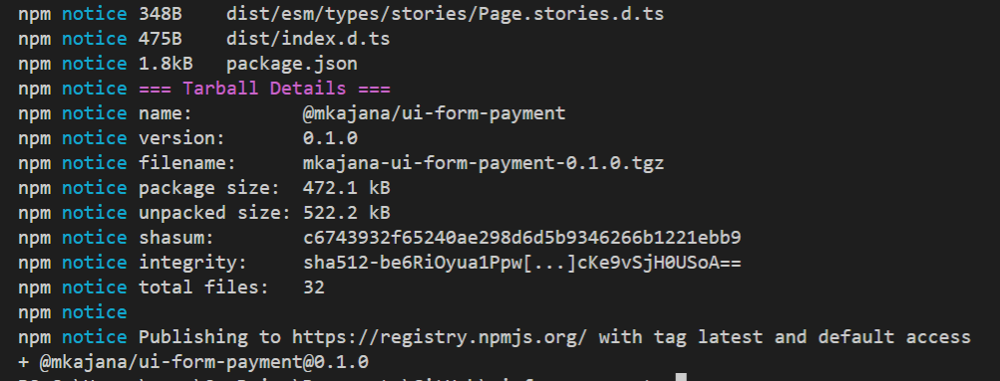 npm notice 348B    dist/esm/types/stories/Page.stories.d.ts
npm notice 475B    dist/index.d.ts
npm notice 1.8kB   package.json
npm notice === Tarball Details ===
npm notice name:          @mkajana/ui-form-payment
npm notice version:       0.1.0
npm notice filename:      mkajana-ui-form-payment-0.1.0.tgz
npm notice package size:  472.1 kB
npm notice unpacked size: 522.2 kB
npm notice shasum:        c6743932f65240ae298d6d5b9346266b1221ebb9
npm notice integrity:     sha512-be6RiOyua1Ppw[...]cKe9vSjH0USoA==
npm notice total files:   32
npm notice
npm notice Publishing to https://registry.npmjs.org/ with tag latest and default access
+ @mkajana/ui-form-payment@0.1.0